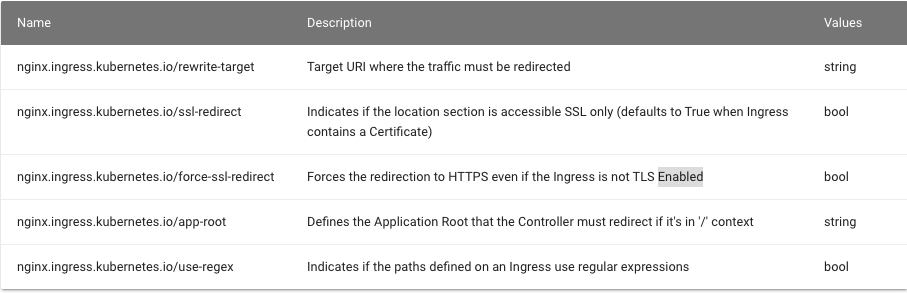 Name Description Values
nginx.ingress.kubernetes.io/rewrite-target Target URI where the traffic must be redirected string
nginx.ingress.kubernetes.io/ssl-redirect Indicates if the location section is accessible SSL only (defaults to True when Ingress bool
contains a Certificate)
nginx.ingress.kubernetes.io/force-ssl-redirect Forces the redirection to HTTPS even if the Ingress is not TLS Enabled bool
nginx.ingress.kubernetes.io/app-root Defines the Application Root that the Controller must redirect if it's in '/' context string
nginx.ingress.kubernetes.io/use-regex Indicates if the paths defined on an Ingress use regular expressions bool